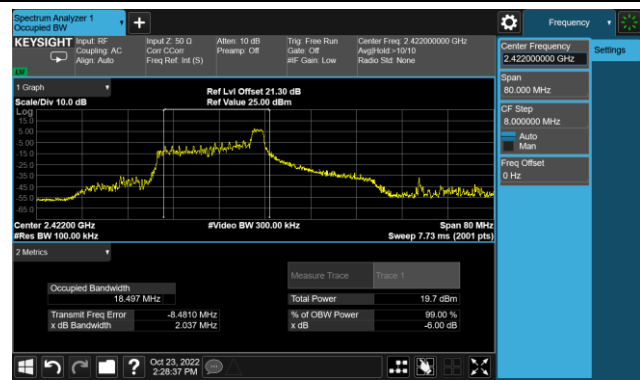 Spectrum Analyzer 1
Occupied BW
Frequency
KEYSIGHT
Input: RF
Coupling: AC
Align: Auto
Input Z: 50 Ω
Corr CCorr
Freq Ref: Int (S)
Atten: 10 dB
Preamp: Off
Trig: Free Run
Gate: Off
#IF Gain: Low
Center Freq: 2.422000000 GHz
Avg|Hold:>10/10
Radio Std: None
Center Frequency
2.422000000 GHz
Settings
Span
80.000 MHz
CF Step
8.000000 MHz
Auto
Man
Freq Offset
0 Hz
1 Graph
Scale/Div 10.0 dB
Ref Lvl Offset 21.30 dB
Ref Value 25.00 dBm
Log
15.0
5.00
-5.00
-15.0
-25.0
-35.0
-45.0
-55.0
-65.0
Center 2.42200 GHz
#Res BW 100.00 kHz
#Video BW 300.00 kHz
Span 80 MHz
Sweep 7.73 ms (2001 pts)
2 Metrics
Measure Trace
Trace 1
Occupied Bandwidth
18.497 MHz
Total Power
19.7 dBm
Transmit Freq Error
-8.4810 MHz
% of OBW Power
99.00 %
x dB Bandwidth
2.037 MHz
x dB
-6.00 dB
Oct 23, 2022
2:28:37 PM